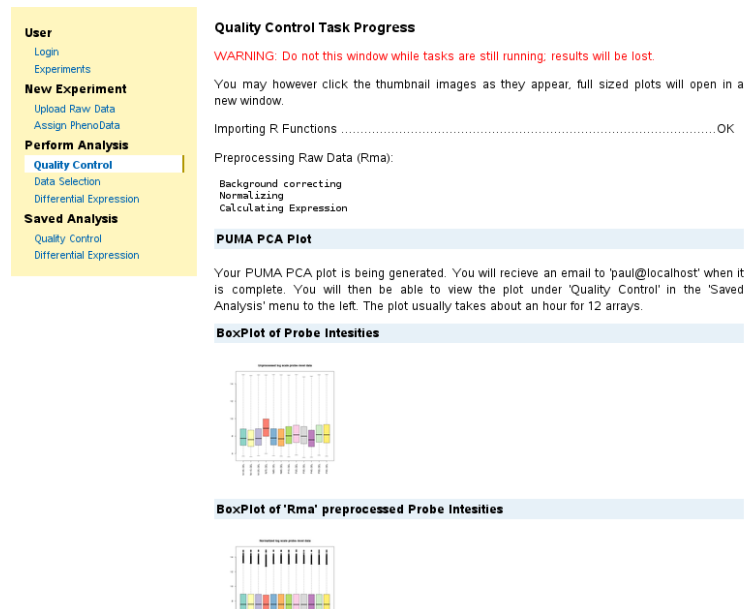 User
Login
Experiments
New Experiment
Upload Raw Data
Assign PhenoData
Perform Analysis
Quality Control
Data Selection
Differential Expression
Saved Analysis
Quality Control
Differential Expression
Quality Control Task Progress
WARNING: Do not this window while tasks are still running; results will be lost.
You may however click the thumbnail images as they appear, full sized plots will open in a
new window.
Importing R Functions ....................................................................................................OK
Preprocessing Raw Data (Rma):
Background correcting
Normalizing
Calculating Expression
PUMA PCA Plot
Your PUMA PCA plot is being generated. You will recieve an email to 'paul@localhost' when it
is complete. You will then be able to view the plot under 'Quality Control' in the 'Saved
Analysis' menu to the left. The plot usually takes about an hour for 12 arrays.
BoxPlot of Probe Intesities
BoxPlot of 'Rma' preprocessed Probe Intesities